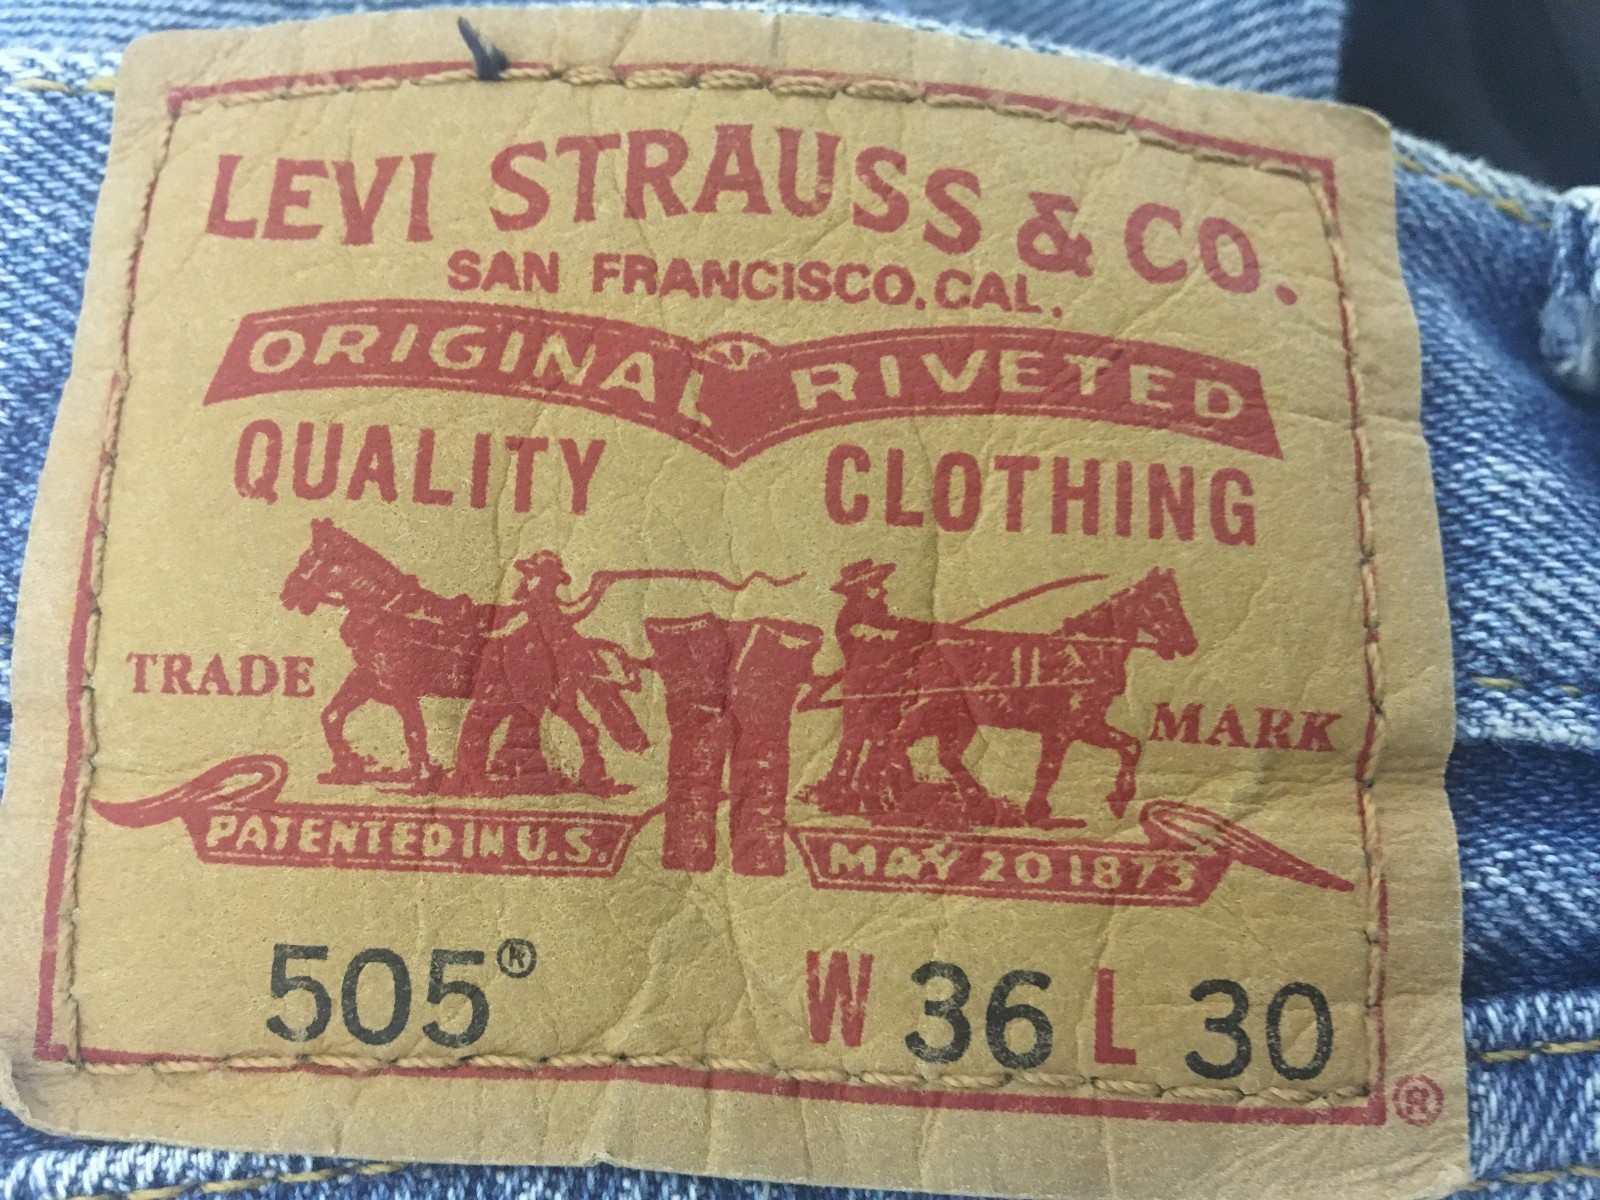 LEVI STRAUSS & CO.
SAN FRANCISCO, CAL.
ORIGINAL RIVETED
QUALITY CLOTHING
TRADE MARK
PATENTED IN U.S. MAY 20 1873
505® W 36 L 30
®